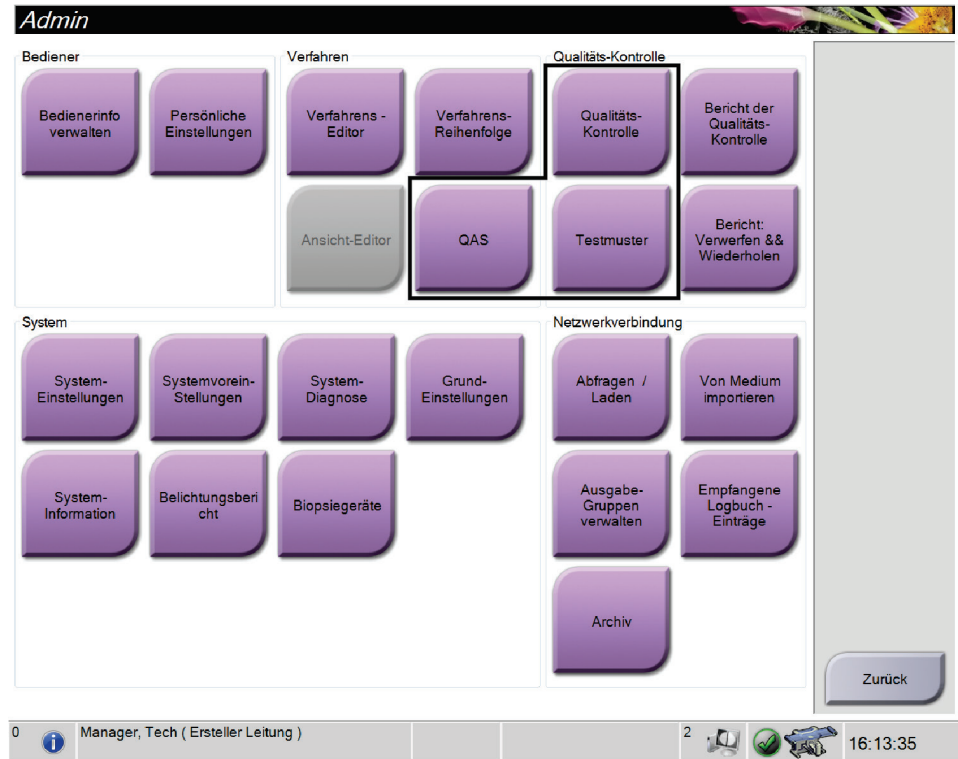 Admin
Bediener
Bedienerinfo
verwalten
Persönliche
Einstellungen
Verfahren
Verfahrens -
Editor
Verfahrens-
Reihenfolge
Ansicht-Editor
QAS
Qualitäts-Kontrolle
Qualitäts-
Kontrolle
Bericht der
Qualitäts-
Kontrolle
Testmuster
Bericht:
Verwerfen &&
Wiederholen
System
System-
Einstellungen
Systemvorein-
Stellungen
System-
Diagnose
Grund-
Einstellungen
System-
Information
Belichtungsberi
cht
Biopsiegeräte
Netzwerkverbindung
Abfragen /
Laden
Von Medium
importieren
Ausgabe-
Gruppen
verwalten
Empfangene
Logbuch -
Einträge
Archiv
Zurück
0
Manager, Tech ( Ersteller Leitung )
2
16:13:35